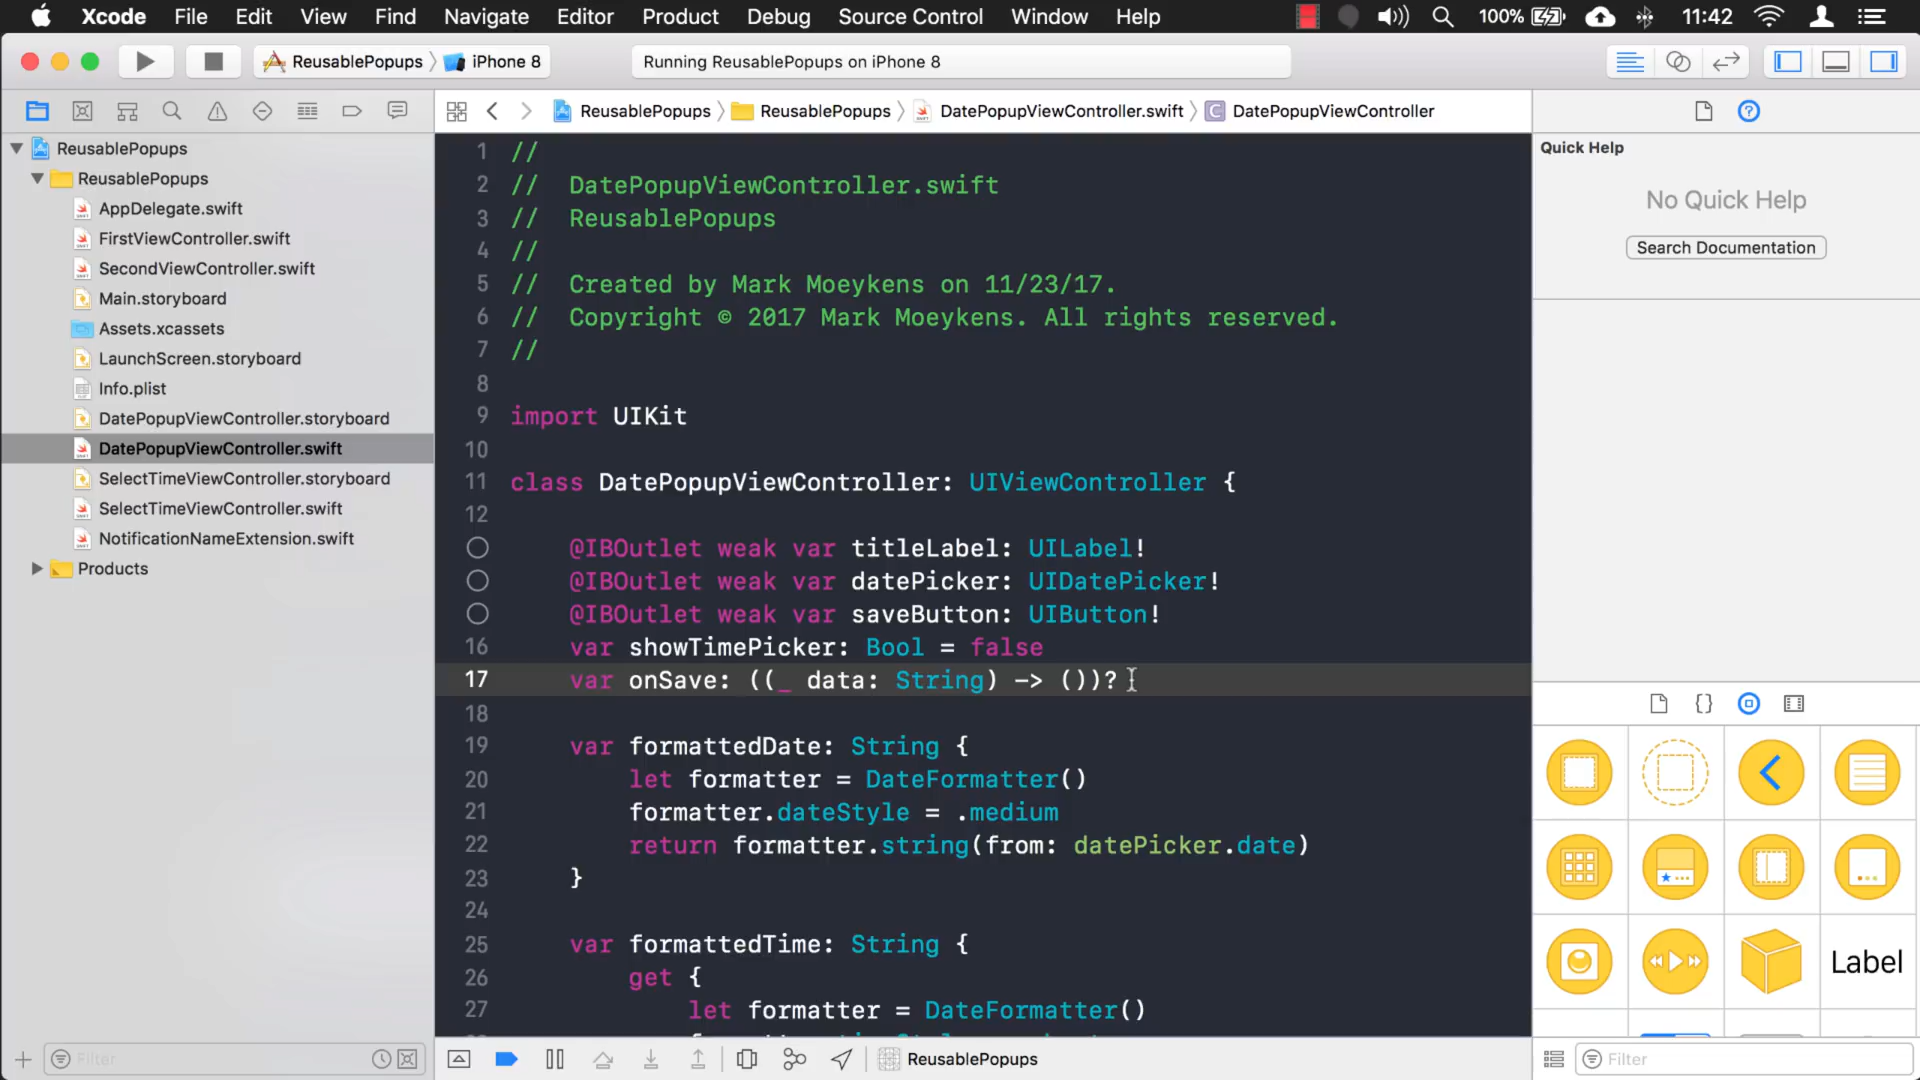 Xcode File Edit View Find Navigate Editor Product Debug Source Control Window Help 100% 11:42
ReusablePopups iPhone 8
Running ReusablePopups on iPhone 8
ReusablePopups ReusablePopups DatePopupViewController.swift C DatePopupViewController
ReusablePopups
ReusablePopups
AppDelegate.swift
FirstViewController.swift
SecondViewController.swift
Main.storyboard
Assets.xcassets
LaunchScreen.storyboard
Info.plist
DatePopupViewController.storyboard
DatePopupViewController.swift
SelectTimeViewController.storyboard
SelectTimeViewController.swift
NotificationNameExtension.swift
Products
Filter
1 //
2 // DatePopupViewController.swift
3 // ReusablePopups
4 //
5 // Created by Mark Moeykens on 11/23/17.
6 // Copyright © 2017 Mark Moeykens. All rights reserved.
7 //
8
9 import UIKit
10
11 class DatePopupViewController: UIViewController {
12
@IBOutlet weak var titleLabel: UILabel!
@IBOutlet weak var datePicker: UIDatePicker!
@IBOutlet weak var saveButton: UIButton!
16 var showTimePicker: Bool = false
17 var onSave: ((_ data: String) -> ())?
18
19 var formattedDate: String {
20 let formatter = DateFormatter()
21 formatter.dateStyle = .medium
22 return formatter.string(from: datePicker.date)
23 }
24
25 var formattedTime: String {
26 get {
27 let formatter = DateFormatter()
ReusablePopups
Quick Help
No Quick Help
Search Documentation
Label
Filter